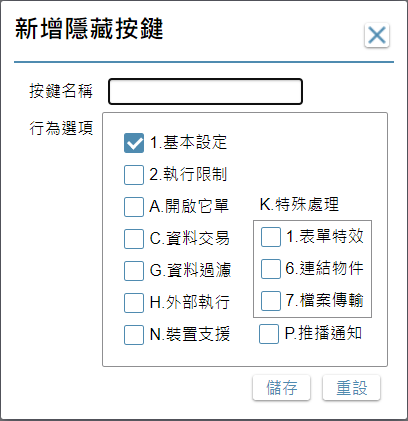 新增隱藏按鍵
按鍵名稱
行為選項
1.基本設定
2.執行限制
A.開啟它單
C.資料交易
G.資料過濾
H.外部執行
N.裝置支援
K.特殊處理
1.表單特效
6.連結物件
7.檔案傳輸
P.推播通知
儲存
重設